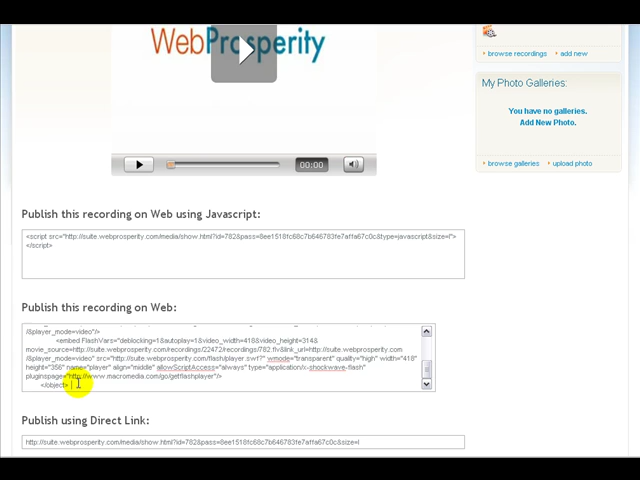 WebProsperity
browse recordings
add new
My Photo Galleries:
You have no galleries.
Add New Photo.
browse galleries
upload photo
00:00
Publish this recording on Web using Javascript:
<script src="http://suite.webprosperity.com/media/show.html?id=782&pass=8ee1518fc68c7b646783fe7affa67c0c&type=javascript&size=l">
</script>
Publish this recording on Web:
/&player_mode=video"/>
<embed FlashVars="deblocking=1&autoplay=1&video_width=418&video_height=314&
movie_source=http://suite.webprosperity.com/recordings/22472/recordings/782.flv&link_url=http://suite.webprosperity.com
/&player_mode=video" src="http://suite.webprosperity.com/flash/player.swf?" wmode="transparent" quality="high" width="418"
height="356" name="player" align="middle" allowScriptAccess="always" type="application/x-shockwave-flash"
pluginspage="http://www.macromedia.com/go/getflashplayer"/>
</object>
Publish using Direct Link:
http://suite.webprosperity.com/media/show.html?id=782&pass=8ee1518fc68c7b646783fe7affa67c0c&size=l